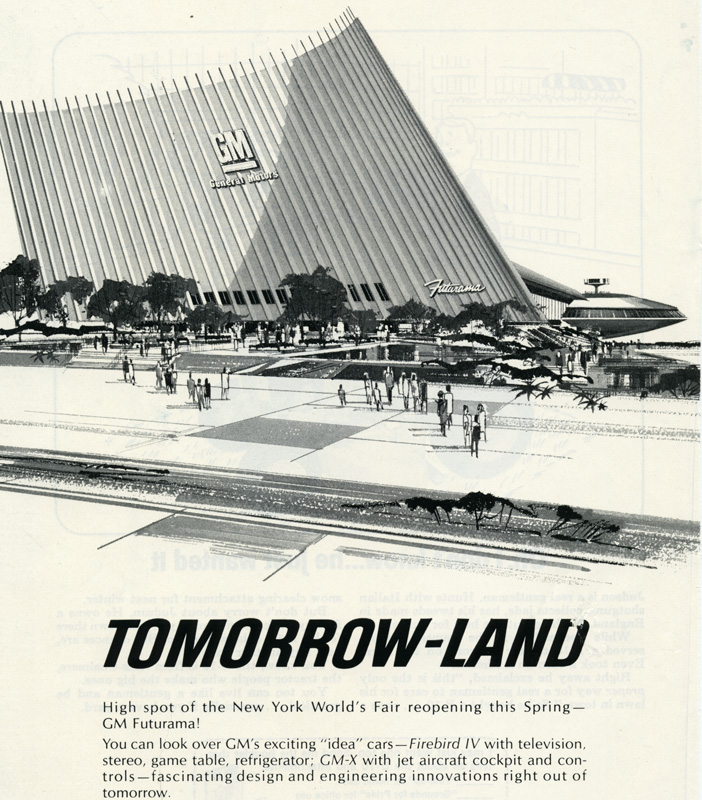 GM
General Motors
Futurama
TOMORROW-LAND
High spot of the New York World's Fair reopening this Spring—
GM Futurama!
You can look over GM's exciting "idea" cars—Firebird IV with television,
stereo, game table, refrigerator; GM-X with jet aircraft cockpit and con-
trols—fascinating design and engineering innovations right out of
tomorrow.